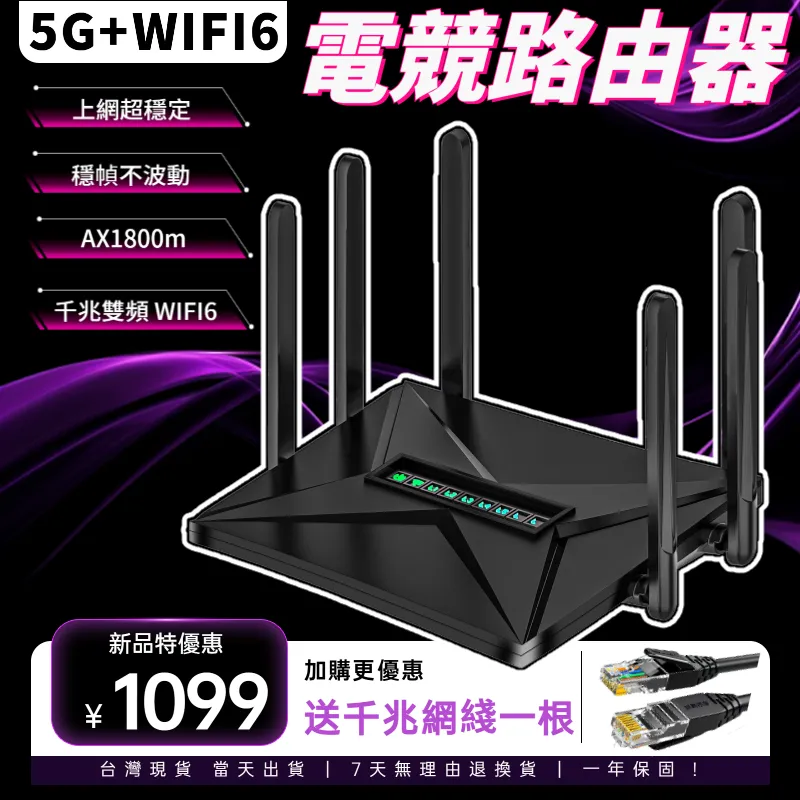 5G+WIFI6
電競路由器
上網超穩定
穩幀不波動
AX1800m
千兆雙頻 WIFI6
新品特優惠
¥ 1099
加購更優惠
送千兆網綫一根
台灣現貨 當天出貨 | 7天無理由退換貨 | 一年保固！